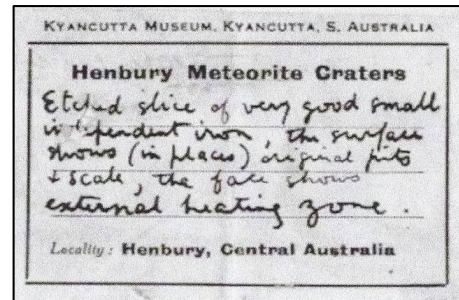 KYANCUTTA MUSEUM, KYANCUTTA, S. AUSTRALIA
Henbury Meteorite Craters
Etched slice of very good small
independent iron, the surface
shows (in places) original pits
+ scale, the face shows
external heating zone.
Locality: Henbury, Central Australia